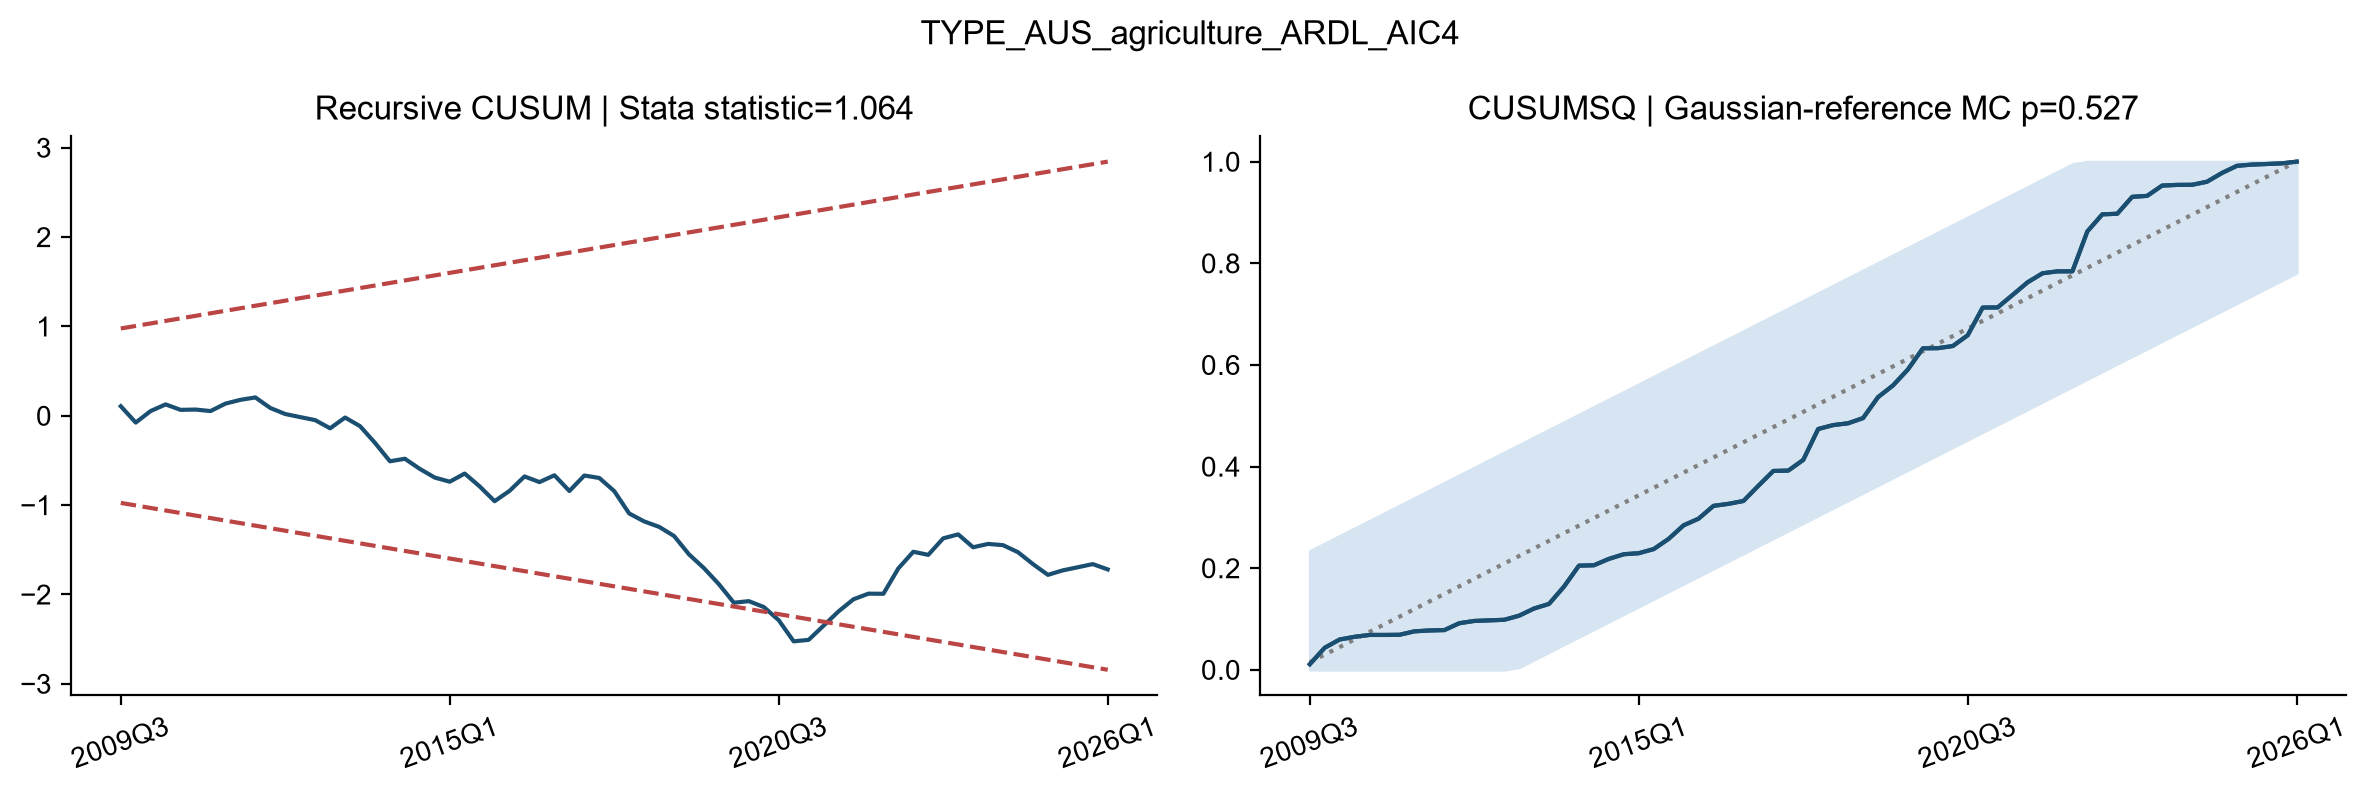 TYPE_AUS_agriculture_ARDL_AIC4
Recursive CUSUM | Stata statistic=1.064
3
2
1
0
−1
−2
−3
2009Q3
2015Q1
2020Q3
2026Q1
CUSUMSQ | Gaussian-reference MC p=0.527
1.0
0.8
0.6
0.4
0.2
0.0
2009Q3
2015Q1
2020Q3
2026Q1